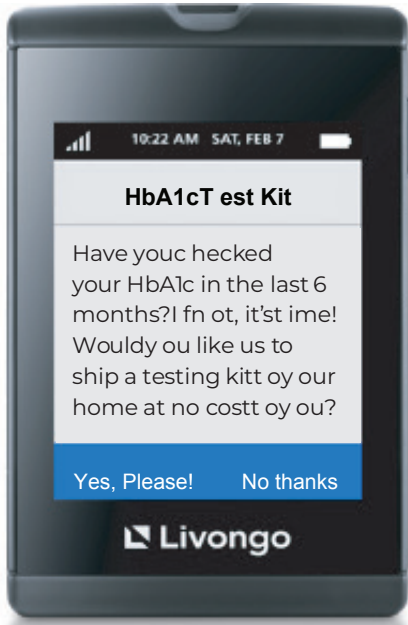 10:22 AM SAT, FEB 7
HbA1cT est Kit
Have youc hecked
your HbA1c in the last 6
months?I fn ot, it'st ime!
Wouldy ou like us to
ship a testing kitt oy our
home at no costt oy ou?
Yes, Please! No thanks
Livongo